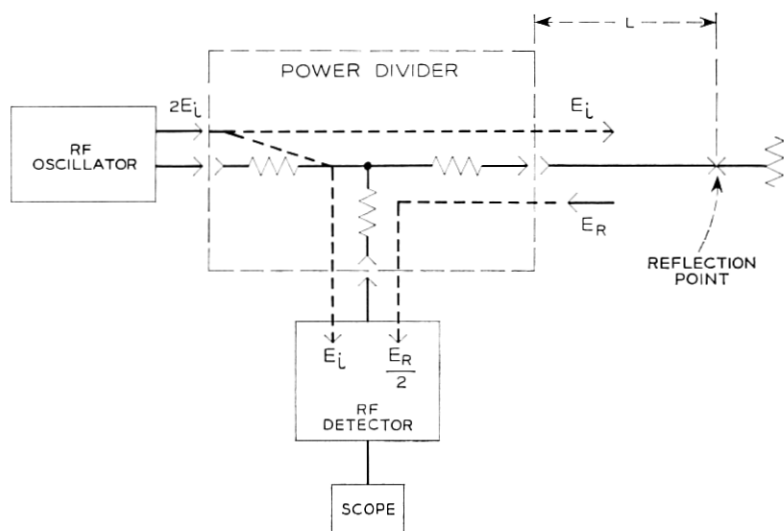 L
POWER DIVIDER
2Ei
Ei
RF
OSCILLATOR
ER
REFLECTION
POINT
Ei
ER
2
RF
DETECTOR
SCOPE